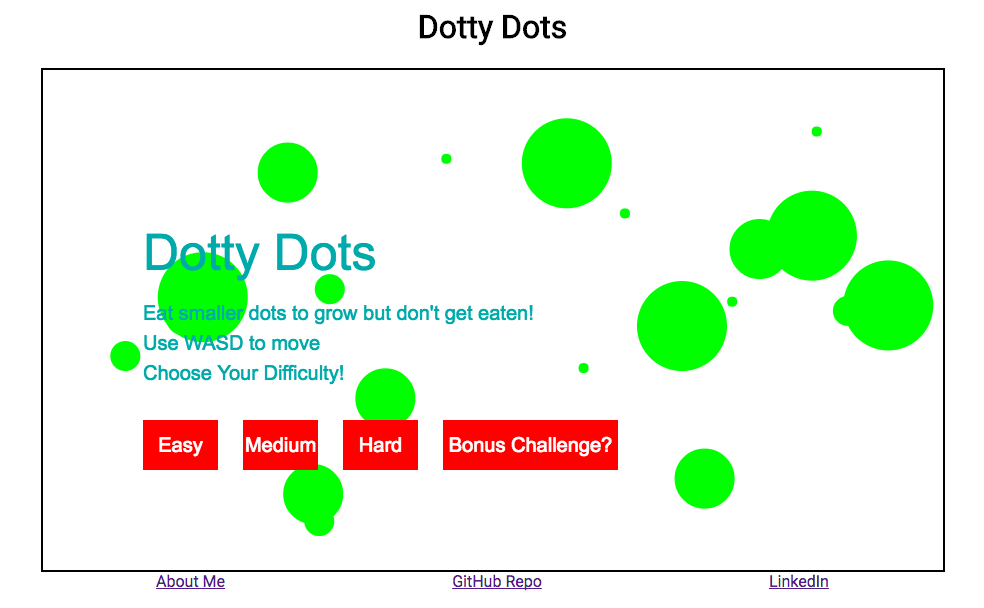 Dotty Dots
Dotty Dots
Eat smaller dots to grow but don't get eaten!
Use WASD to move
Choose Your Difficulty!
Easy Medium Hard Bonus Challenge?
About Me GitHub Repo LinkedIn